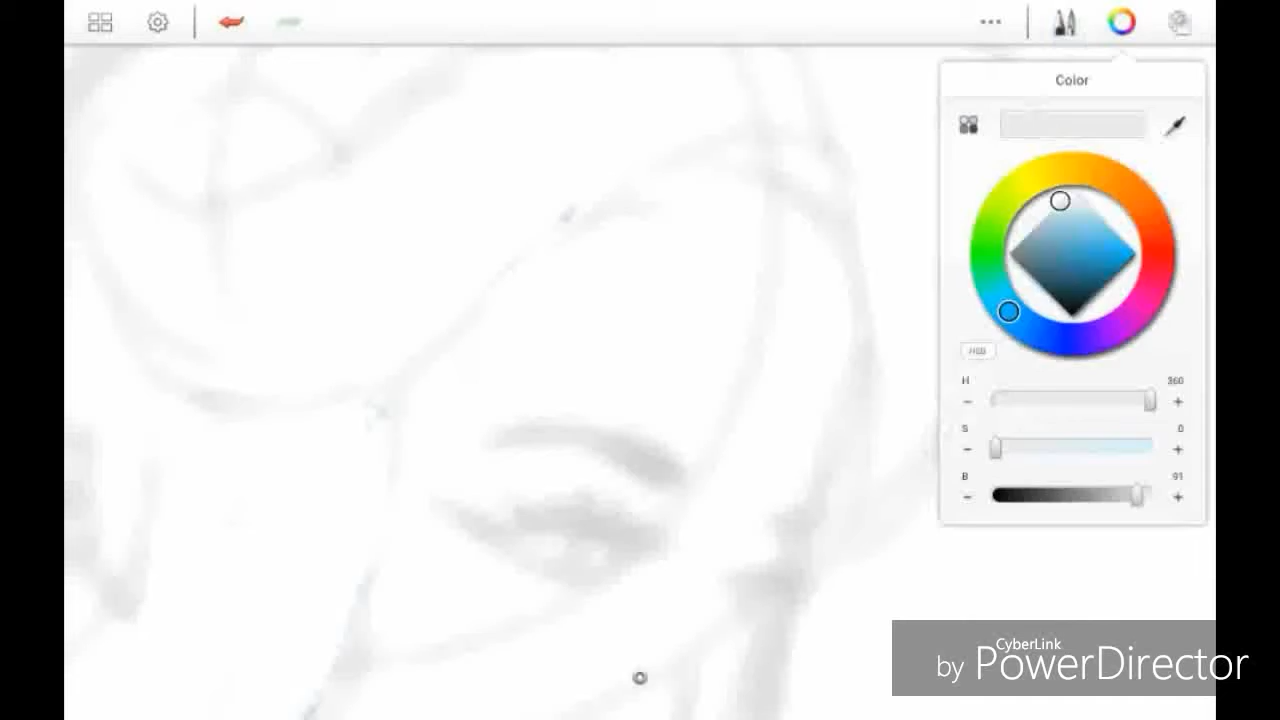 Color
HSB
H 360
− +
S 0
− +
B 91
− +
CyberLink
by PowerDirector